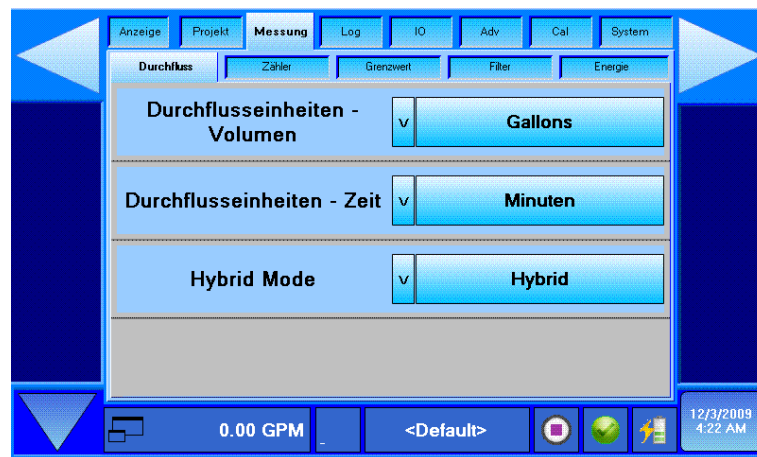 Anzeige Projekt Messung Log IO Adv Cal System
Durchfluss Zähler Grenzwert Filter Energie
Durchflusseinheiten -
Volumen
v Gallons
Durchflusseinheiten - Zeit v Minuten
Hybrid Mode v Hybrid
0.00 GPM _ <Default>
12/3/2009
4:22 AM